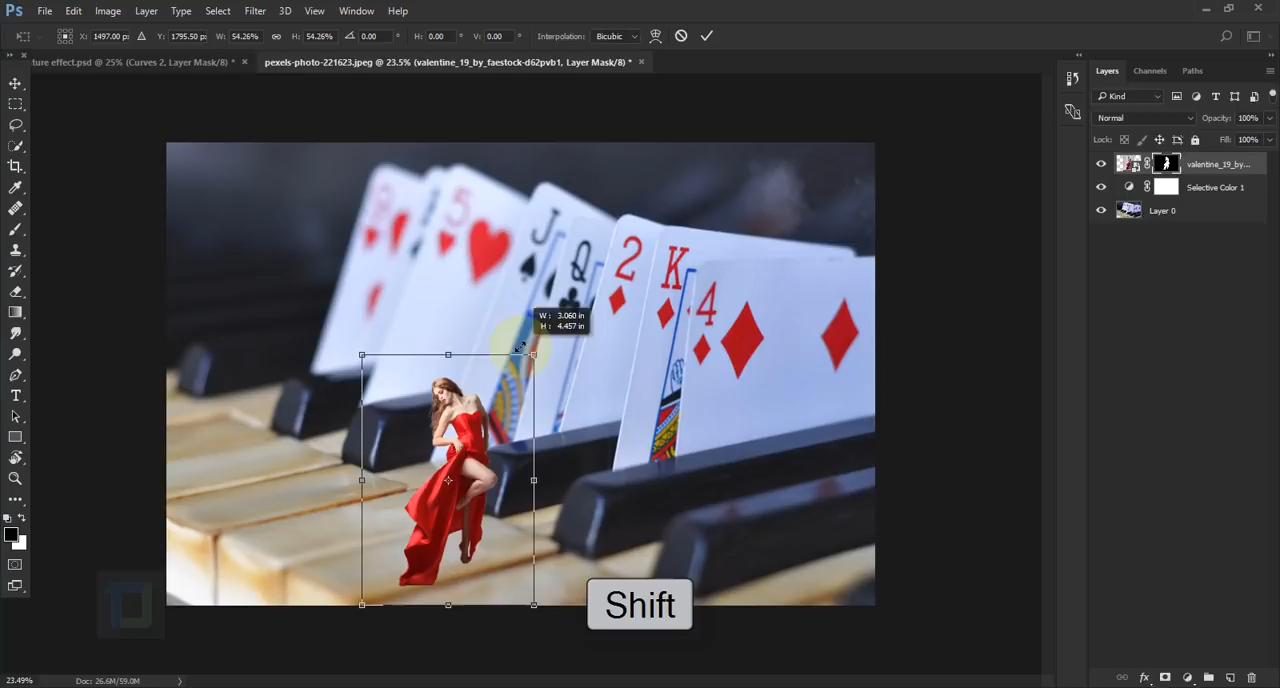 Ps File Edit Image Layer Type Select Filter 3D View Window Help
X: 1497.00 px Y: 1795.50 px W: 54.26% H: 54.26% 0.00 ° H: 0.00 ° V: 0.00 ° Interpolation: Bicubic
ture effect.psd @ 25% (Curves 2, Layer Mask/8) * × pexels-photo-221623.jpeg @ 23.5% (valentine_19_by_faestock-d62pvb1, Layer Mask/8) * ×
Layers Channels Paths
Kind
Normal Opacity: 100%
Lock: Fill: 100%
valentine_19_by...
Selective Color 1
Layer 0
5
J
Q
2
K
4
W: 3.060 in
H: 4.457 in
Shift
23.49% Doc: 26.6M/59.0M